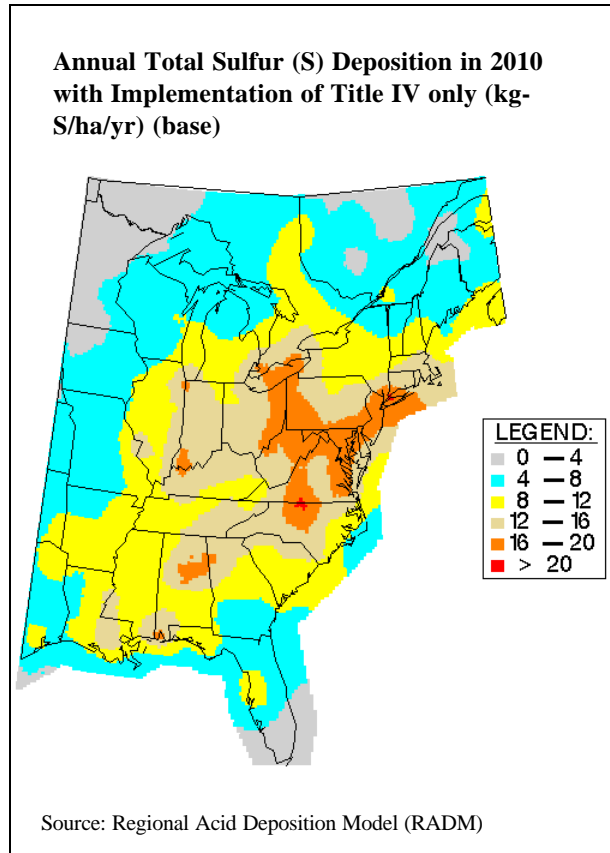 Annual Total Sulfur (S) Deposition in 2010
with Implementation of Title IV only (kg-
S/ha/yr) (base)
LEGEND:
0 — 4
4 — 8
8 — 12
12 — 16
16 — 20
> 20
Source: Regional Acid Deposition Model (RADM)